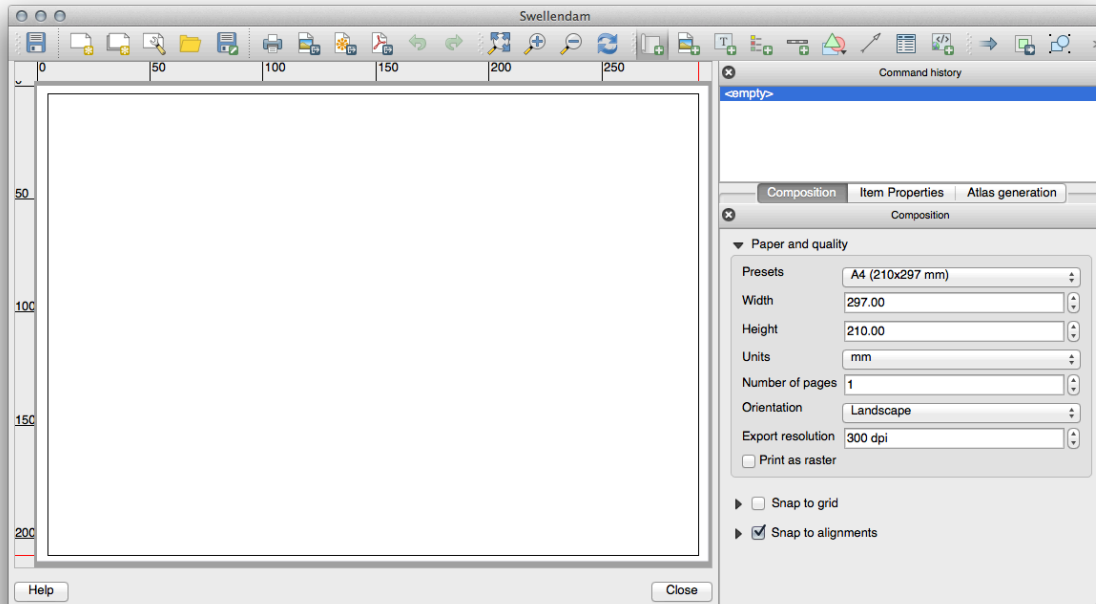 Swellendam
T
0 50 100 150 200 250
50
100
150
200
Help
Close
Command history
<empty>
Composition Item Properties Atlas generation
Composition
Paper and quality
Presets A4 (210x297 mm)
Width 297.00
Height 210.00
Units mm
Number of pages 1
Orientation Landscape
Export resolution 300 dpi
Print as raster
Snap to grid
Snap to alignments